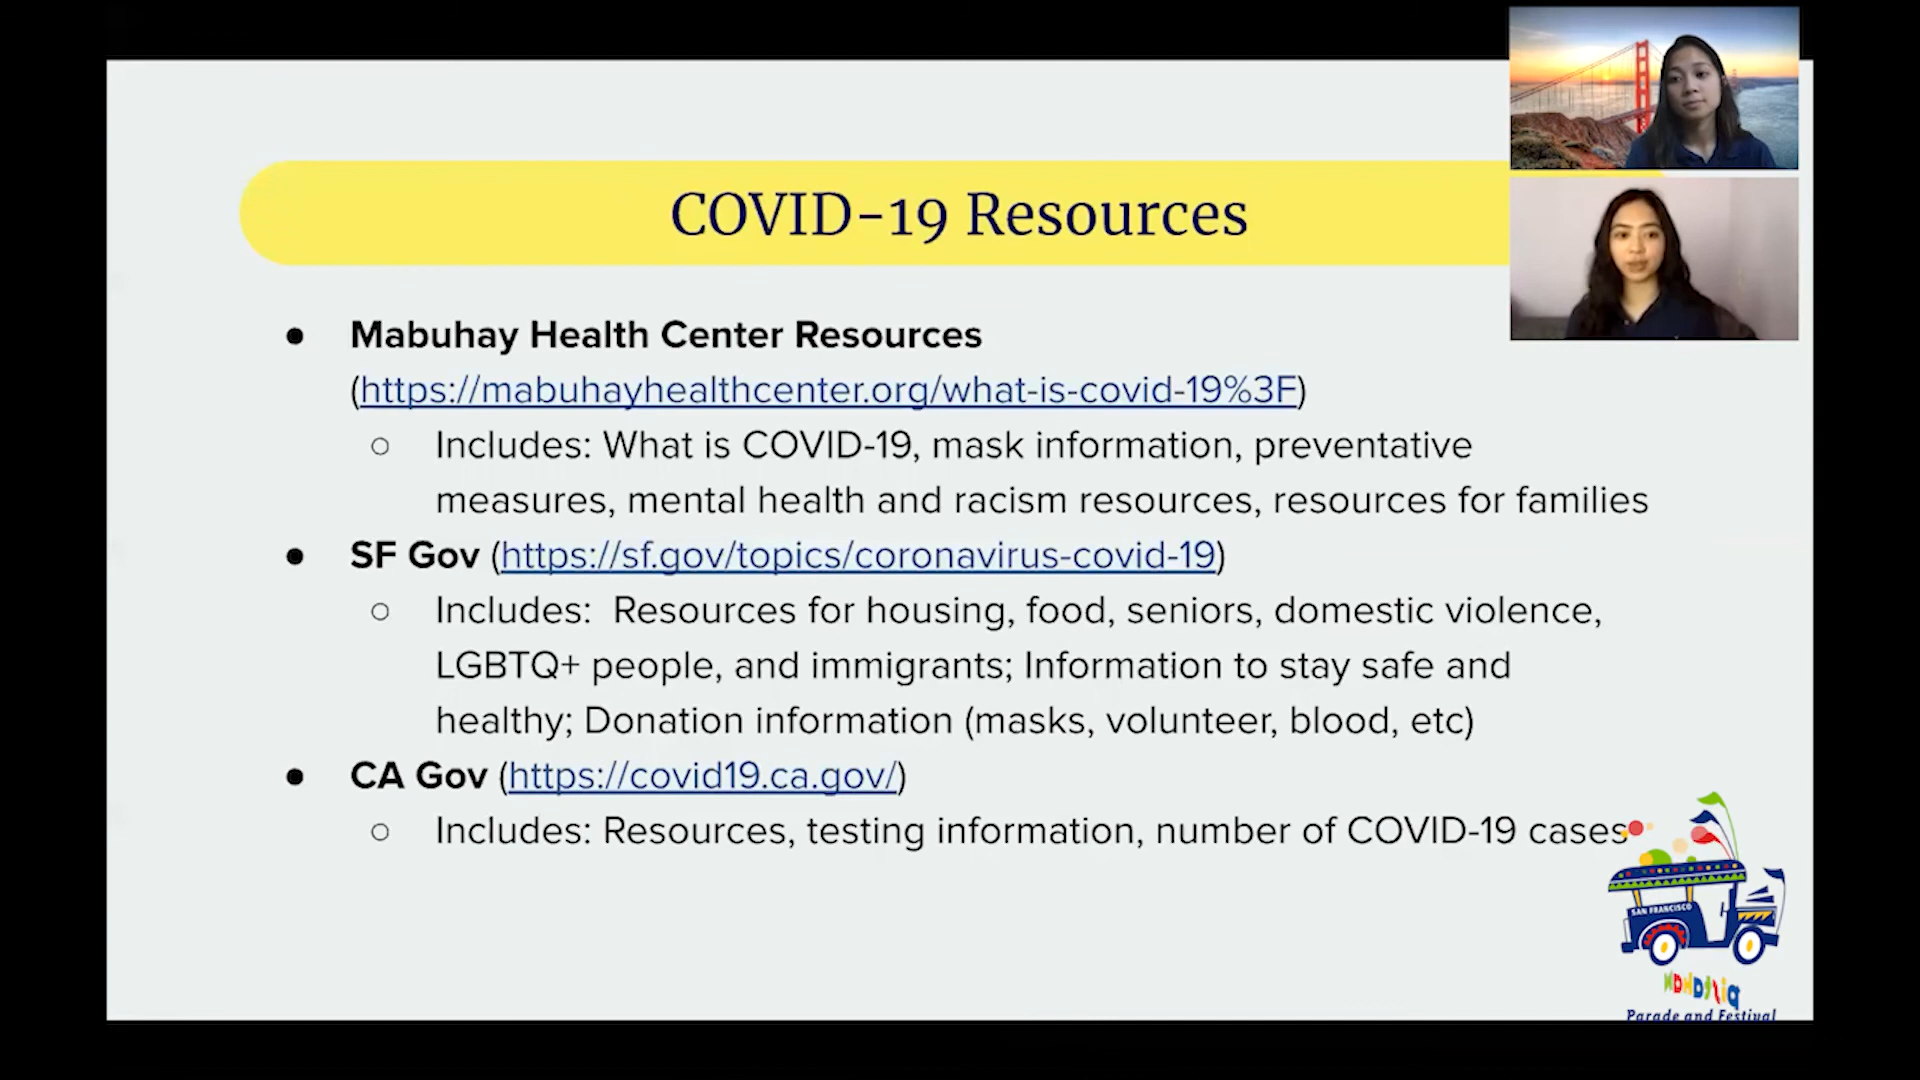 COVID-19 Resources
● Mabuhay Health Center Resources
(https://mabuhayhealthcenter.org/what-is-covid-19%3F)
○ Includes: What is COVID-19, mask information, preventative
measures, mental health and racism resources, resources for families
● SF Gov (https://sf.gov/topics/coronavirus-covid-19)
○ Includes:  Resources for housing, food, seniors, domestic violence,
LGBTQ+ people, and immigrants; Information to stay safe and
healthy; Donation information (masks, volunteer, blood, etc)
● CA Gov (https://covid19.ca.gov/)
○ Includes: Resources, testing information, number of COVID-19 cases
SAN FRANCISCO
Parade and Festival